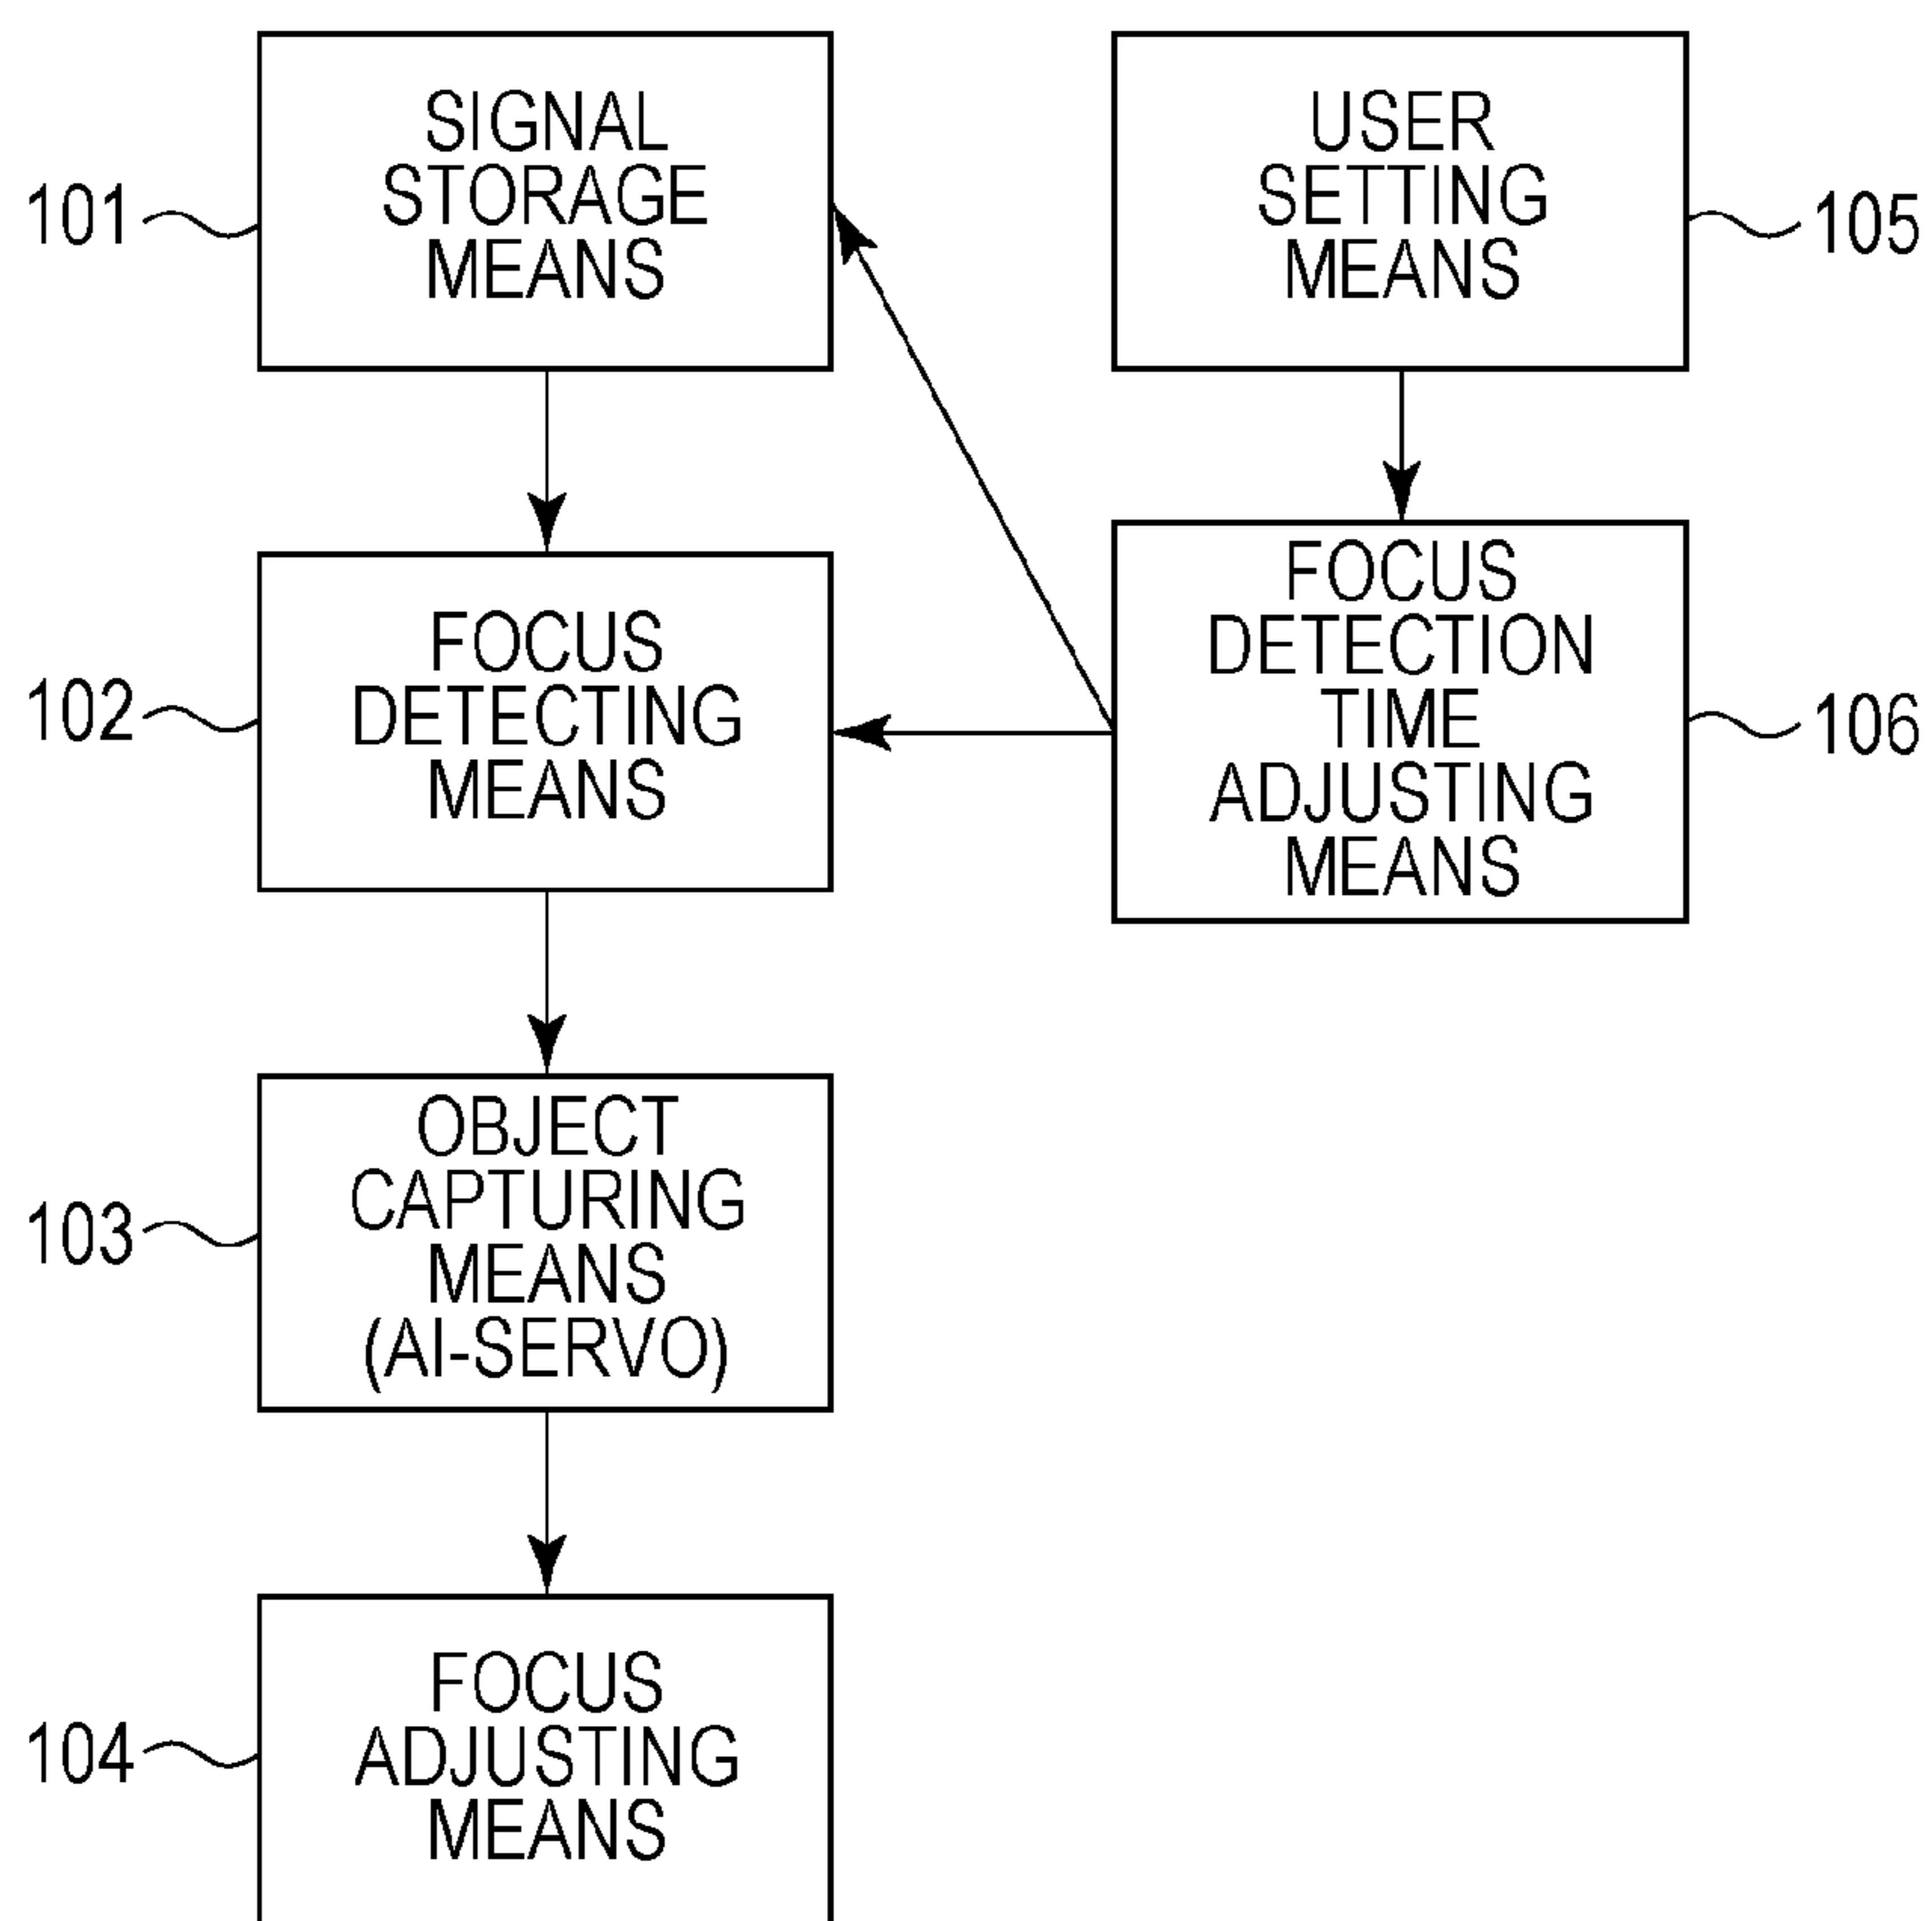 101
SIGNAL
STORAGE
MEANS
USER
SETTING
MEANS
105
102
FOCUS
DETECTING
MEANS
FOCUS
DETECTION
TIME
ADJUSTING
MEANS
106
103
OBJECT
CAPTURING
MEANS
(AI-SERVO)
104
FOCUS
ADJUSTING
MEANS